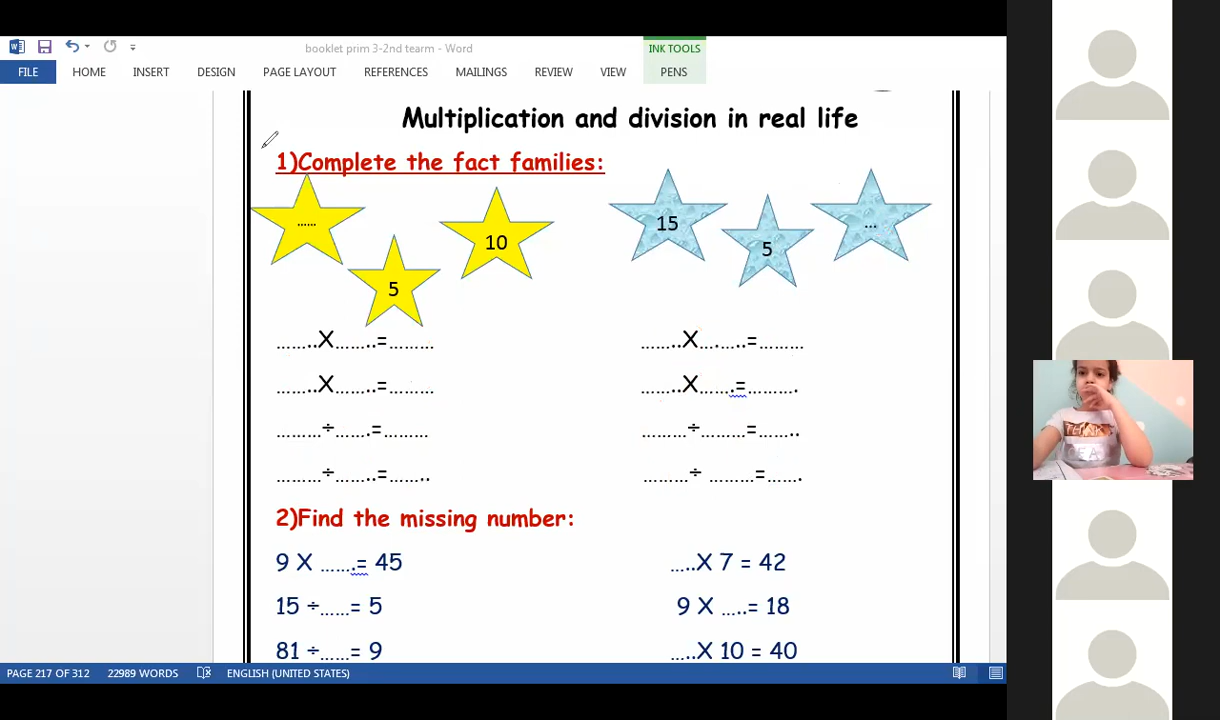 booklet prim 3-2nd tearm - Word
INK TOOLS
FILE HOME INSERT DESIGN PAGE LAYOUT REFERENCES MAILINGS REVIEW VIEW PENS
Multiplication and division in real life
1)Complete the fact families:
...... 5 10
15 5 ...
……..X……..=………
……..X…….…..=………
……..X……..=………
……..X…….=……….
………÷…….=………
………÷………=……..
………÷……..=……..
………÷ ………=…….
2)Find the missing number:
9 X …….= 45
…..X 7 = 42
15 ÷……= 5
9 X …..= 18
81 ÷……= 9
…..X 10 = 40
THANK
PAGE 217 OF 312 22989 WORDS ENGLISH (UNITED STATES)